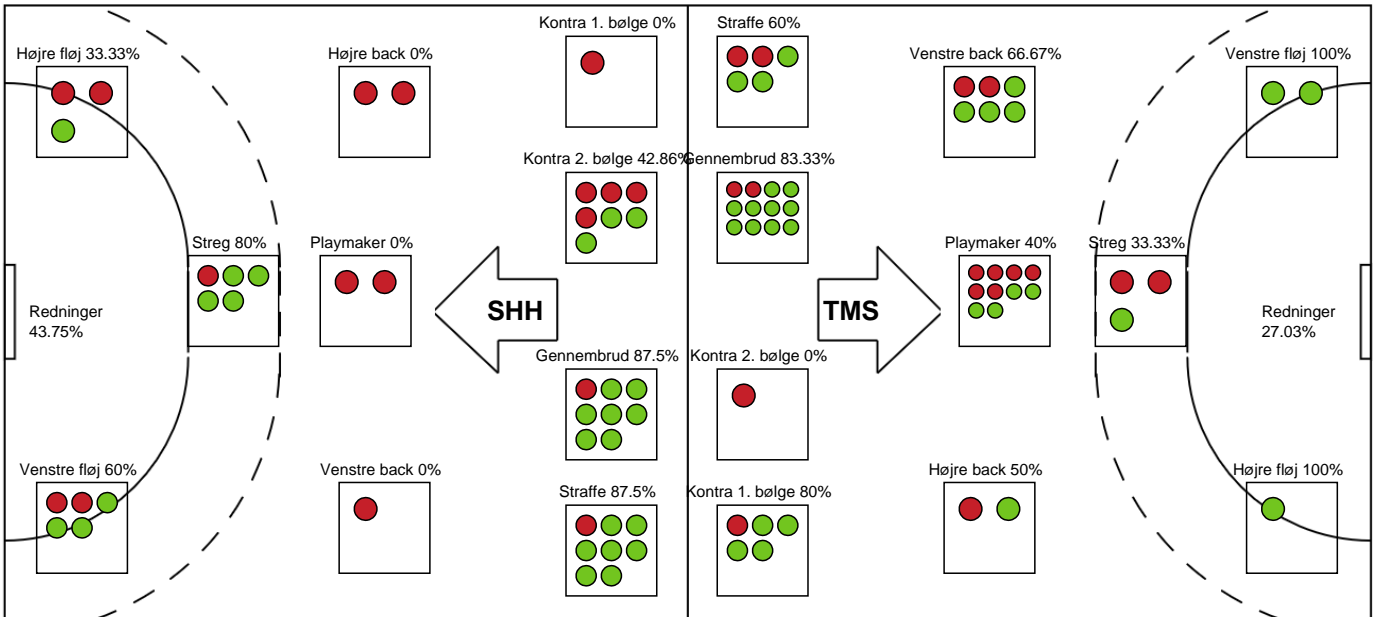 Kontra 1. bølge 0%
Straffe 60%
Højre fløj 33.33%
Højre back 0%
Venstre back 66.67%
Venstre fløj 100%
Kontra 2. bølge 42.86%
Gennembrud 83.33%
Streg 80%
Playmaker 0%
Playmaker 40%
Streg 33.33%
Redninger
43.75%
SHH
TMS
Redninger
27.03%
Gennembrud 87.5%
Kontra 2. bølge 0%
Venstre fløj 60%
Venstre back 0%
Højre back 50%
Højre fløj 100%
Straffe 87.5%
Kontra 1. bølge 80%